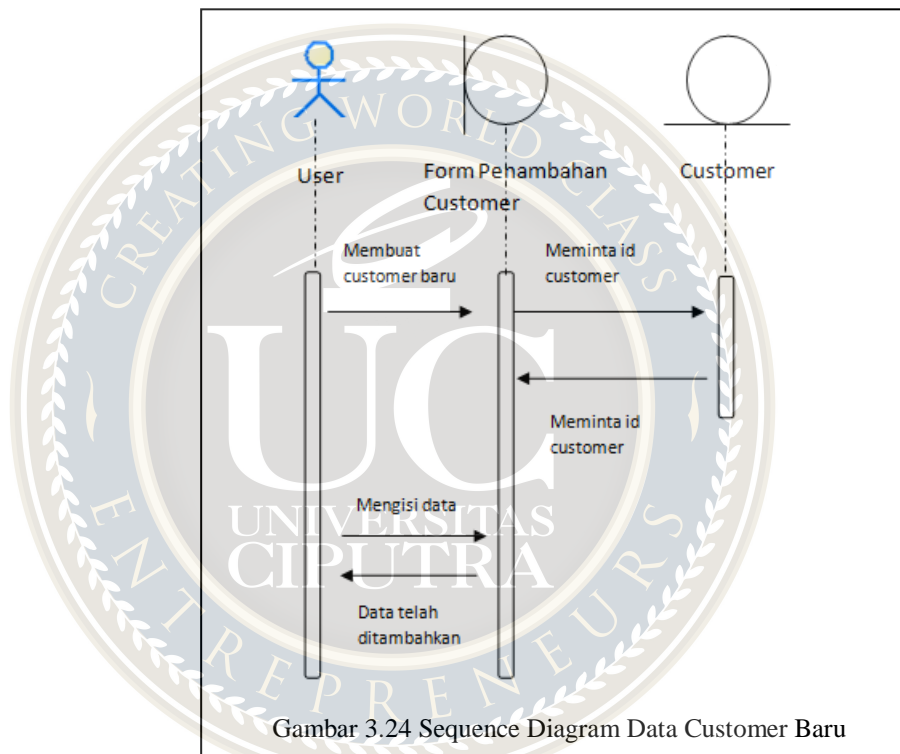 CREATING WORLD CLASS
User
Form Pehambahan
Customer
Customer
Membuat
customer baru
Meminta id
customer
Meminta id
customer
Mengisi data
UC
UNIVERSITAS
CIPUTRA
Data telah
ditambahkan
ENTREPRENEURS
Gambar 3.24 Sequence Diagram Data Customer Baru